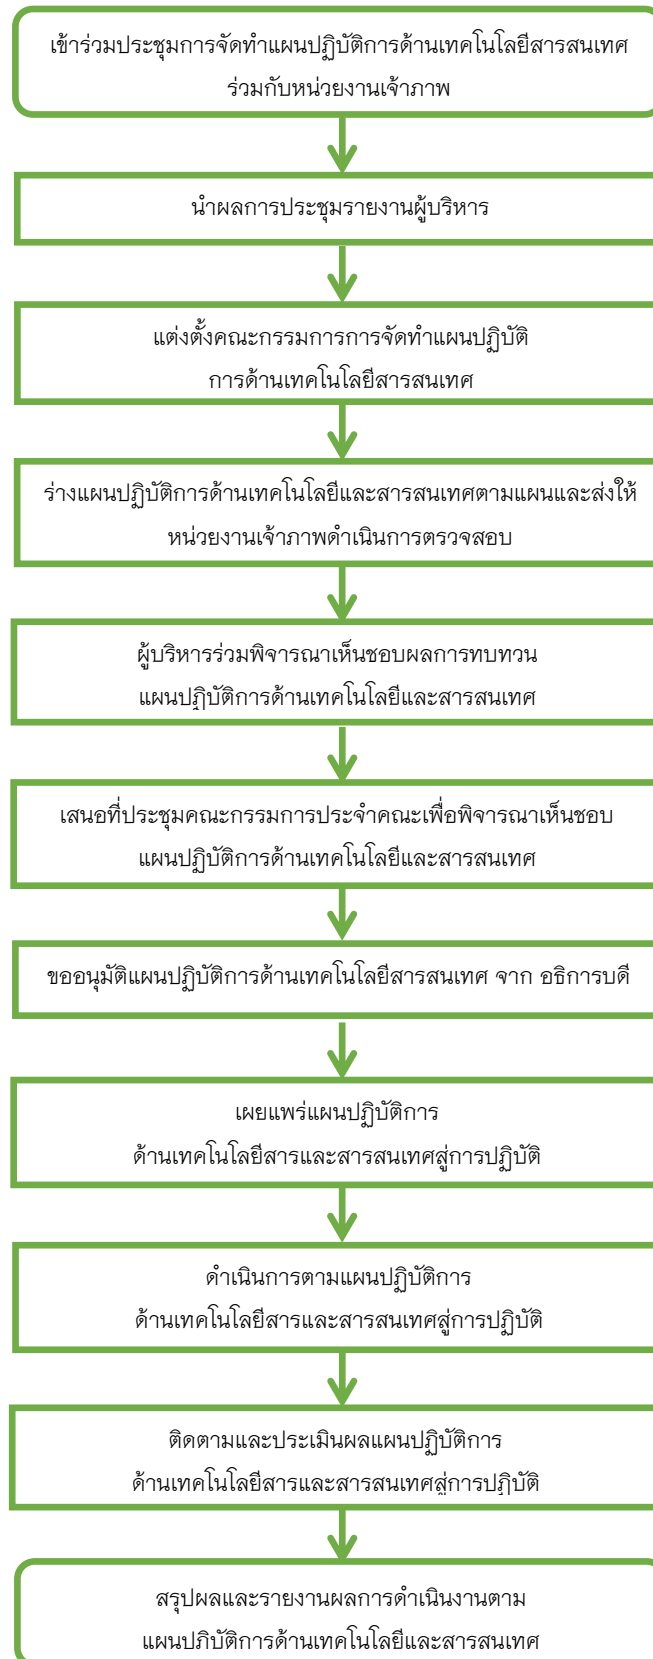 เข้าร่วมประชุมการจัดทำแผนปฏิบัติการด้านเทคโนโลยีสารสนเทศ
ร่วมกับหน่วยงานเจ้าภาพ
นำผลการประชุมรายงานผู้บริหาร
แต่งตั้งคณะกรรมการการจัดทำแผนปฏิบัติ
การด้านเทคโนโลยีสารสนเทศ
ร่างแผนปฏิบัติการด้านเทคโนโลยีและสารสนเทศตามแผนและส่งให้
หน่วยงานเจ้าภาพดำเนินการตรวจสอบ
ผู้บริหารร่วมพิจารณาเห็นชอบผลการทบทวน
แผนปฏิบัติการด้านเทคโนโลยีและสารสนเทศ
เสนอที่ประชุมคณะกรรมการประจำคณะเพื่อพิจารณาเห็นชอบ
แผนปฏิบัติการด้านเทคโนโลยีและสารสนเทศ
ขออนุมัติแผนปฏิบัติการด้านเทคโนโลยีสารสนเทศ จาก อธิการบดี
เผยแพร่แผนปฏิบัติการ
ด้านเทคโนโลยีสารและสารสนเทศสู่การปฏิบัติ
ดำเนินการตามแผนปฏิบัติการ
ด้านเทคโนโลยีสารและสารสนเทศสู่การปฏิบัติ
ติดตามและประเมินผลแผนปฏิบัติการ
ด้านเทคโนโลยีสารและสารสนเทศสู่การปฏิบัติ
สรุปผลและรายงานผลการดำเนินงานตาม
แผนปภิบัติการด้านเทคโนโลยีและสารสนเทศ